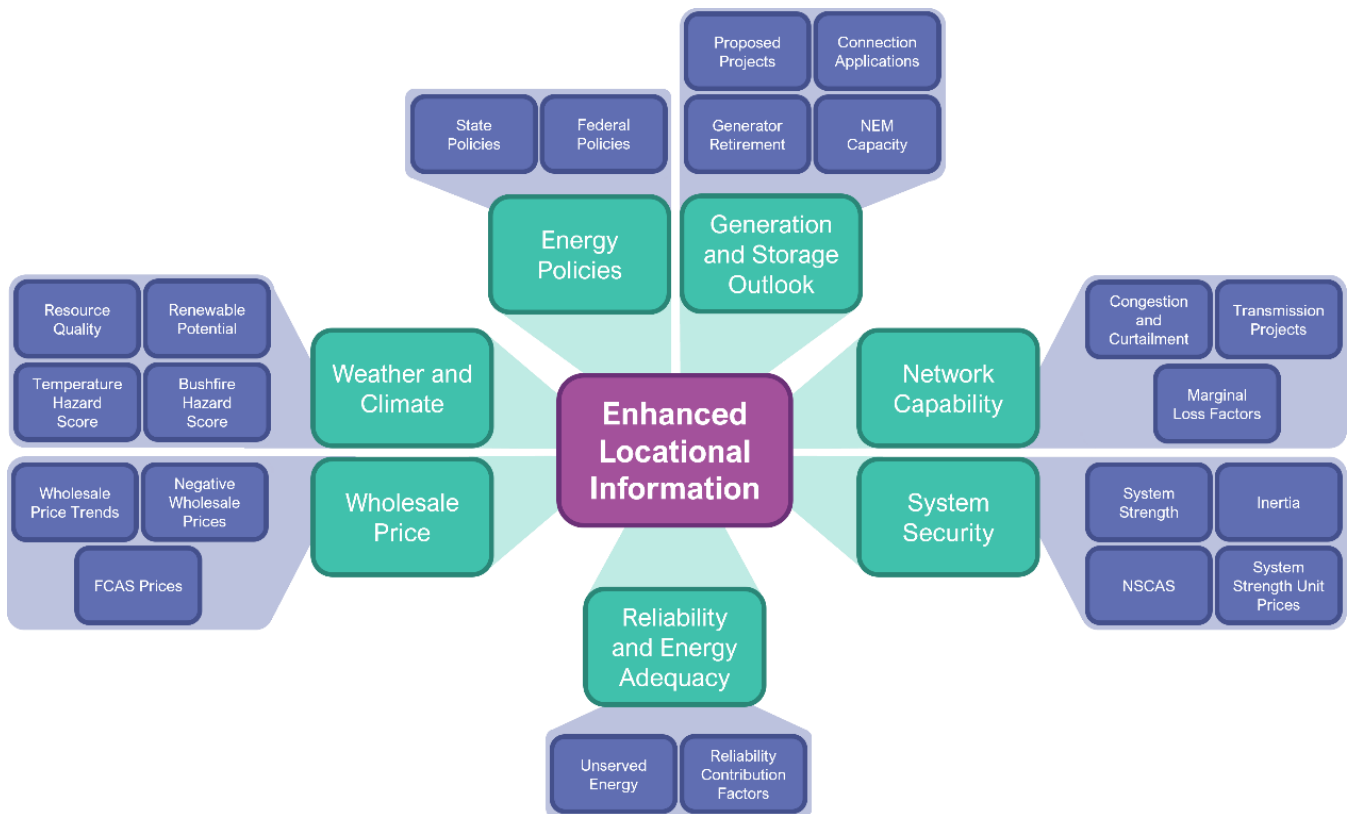 Proposed
Projects
Connection
Applications
State
Policies
Federal
Policies
Generator
Retirement
NEM
Capacity
Energy
Policies
Generation
and Storage
Outlook
Resource
Quality
Renewable
Potential
Temperature
Hazard
Score
Bushfire
Hazard
Score
Weather and
Climate
Network
Capability
Congestion
and
Curtailment
Transmission
Projects
Marginal
Loss Factors
Enhanced
Locational
Information
Wholesale
Price Trends
Negative
Wholesale
Prices
FCAS Prices
Wholesale
Price
System
Security
System
Strength
Inertia
NSCAS
System
Strength Unit
Prices
Reliability
and Energy
Adequacy
Unserved
Energy
Reliability
Contribution
Factors